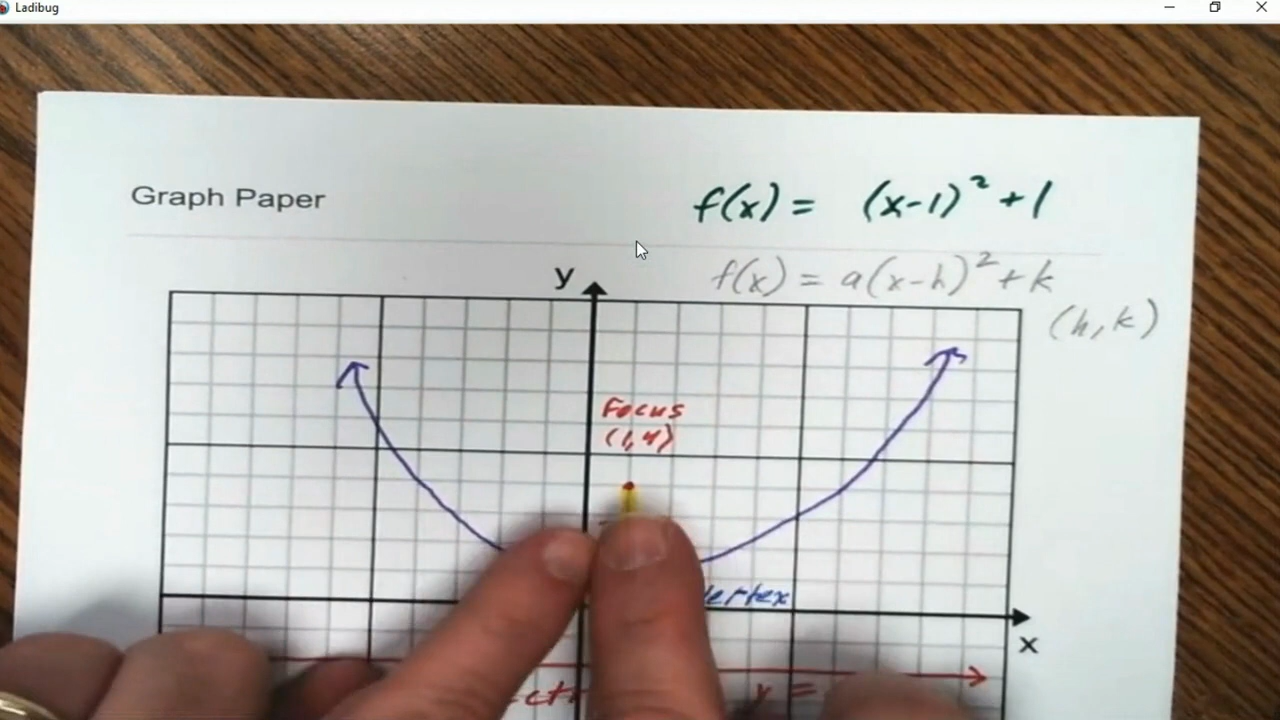 Ladibug
Graph Paper
f(x) = (x-1)² +1
f(x) = a(x-h)² + k
(h, k)
y
Focus
(1,4)
x
y =